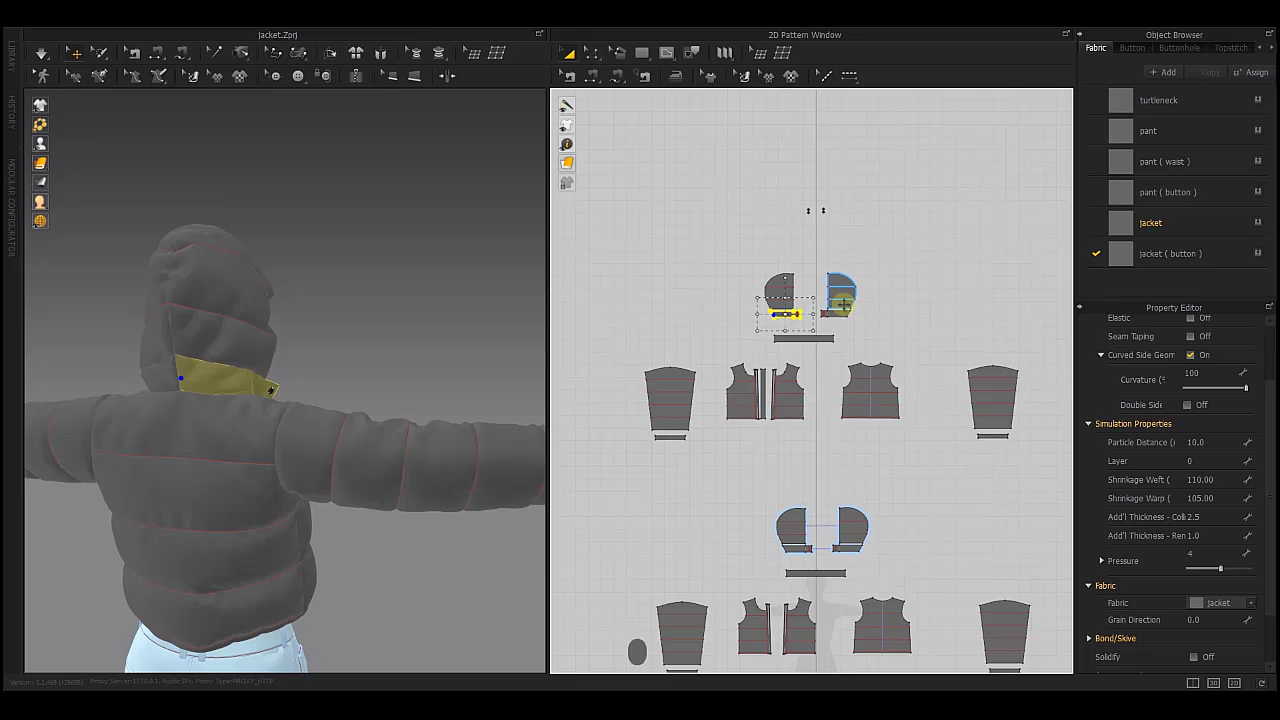 jacket.Zprj
2D Pattern Window
Object Browser
LIBRARY
HISTORY
MODULAR CONFIGURATOR
Fabric
Button
Buttonhole
Topstitch
+ Add
Copy
Assign
turtleneck
pant
pant ( waist )
pant ( button )
jacket
jacket ( button )
Property Editor
Elastic
Off
Seam Taping
Off
Curved Side Geom
On
Curvature (%
100
Double Side
Off
Simulation Properties
Particle Distance (
10.0
Layer
0
Shrinkage Weft (
110.00
Shrinkage Warp (
105.00
Add'l Thickness - Colli
2.5
Add'l Thickness - Ren
1.0
Pressure
4
Fabric
Fabric
jacket
Grain Direction
0.0
Bond/Skive
Solidify
Off
3D
2D